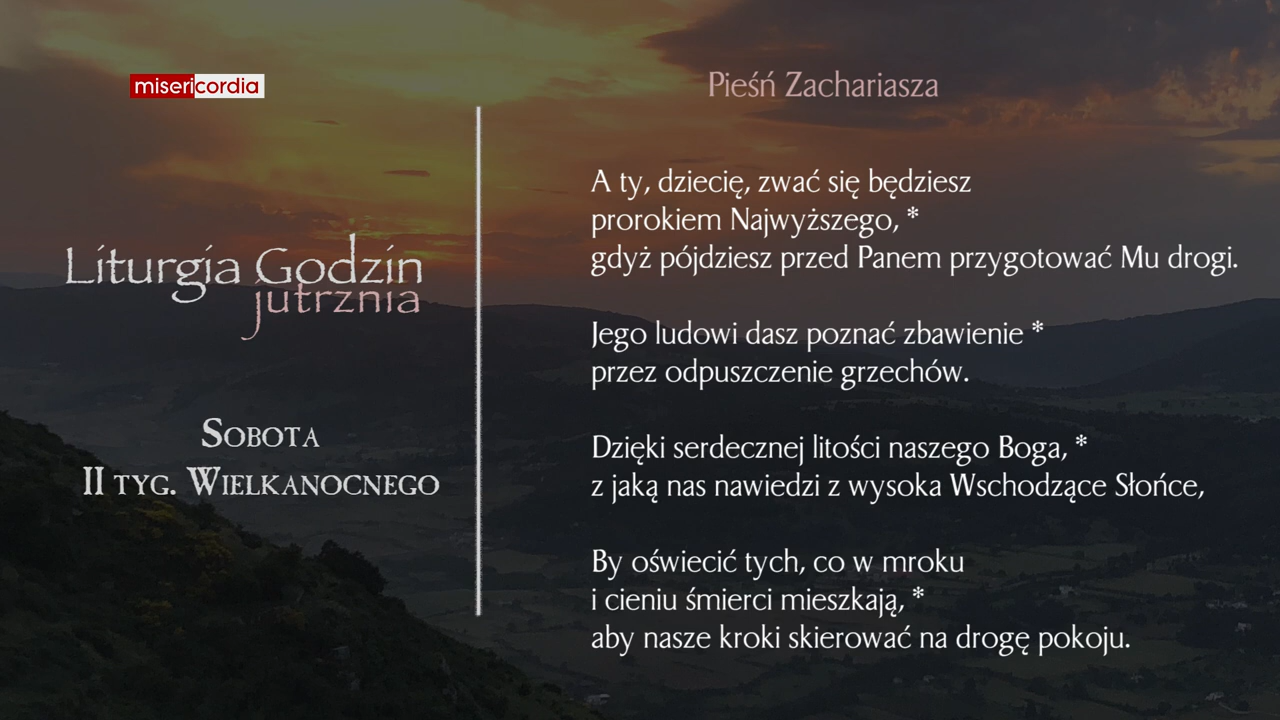 misericordia
Liturgia Godzin
jutrznia
Sobota
II tyg. Wielkanocnego
Pieśń Zachariasza
A ty, dziecię, zwać się będziesz
prorokiem Najwyższego, *
gdyż pójdziesz przed Panem przygotować Mu drogi.
Jego ludowi dasz poznać zbawienie *
przez odpuszczenie grzechów.
Dzięki serdecznej litości naszego Boga, *
z jaką nas nawiedzi z wysoka Wschodzące Słońce,
By oświecić tych, co w mroku
i cieniu śmierci mieszkają, *
aby nasze kroki skierować na drogę pokoju.